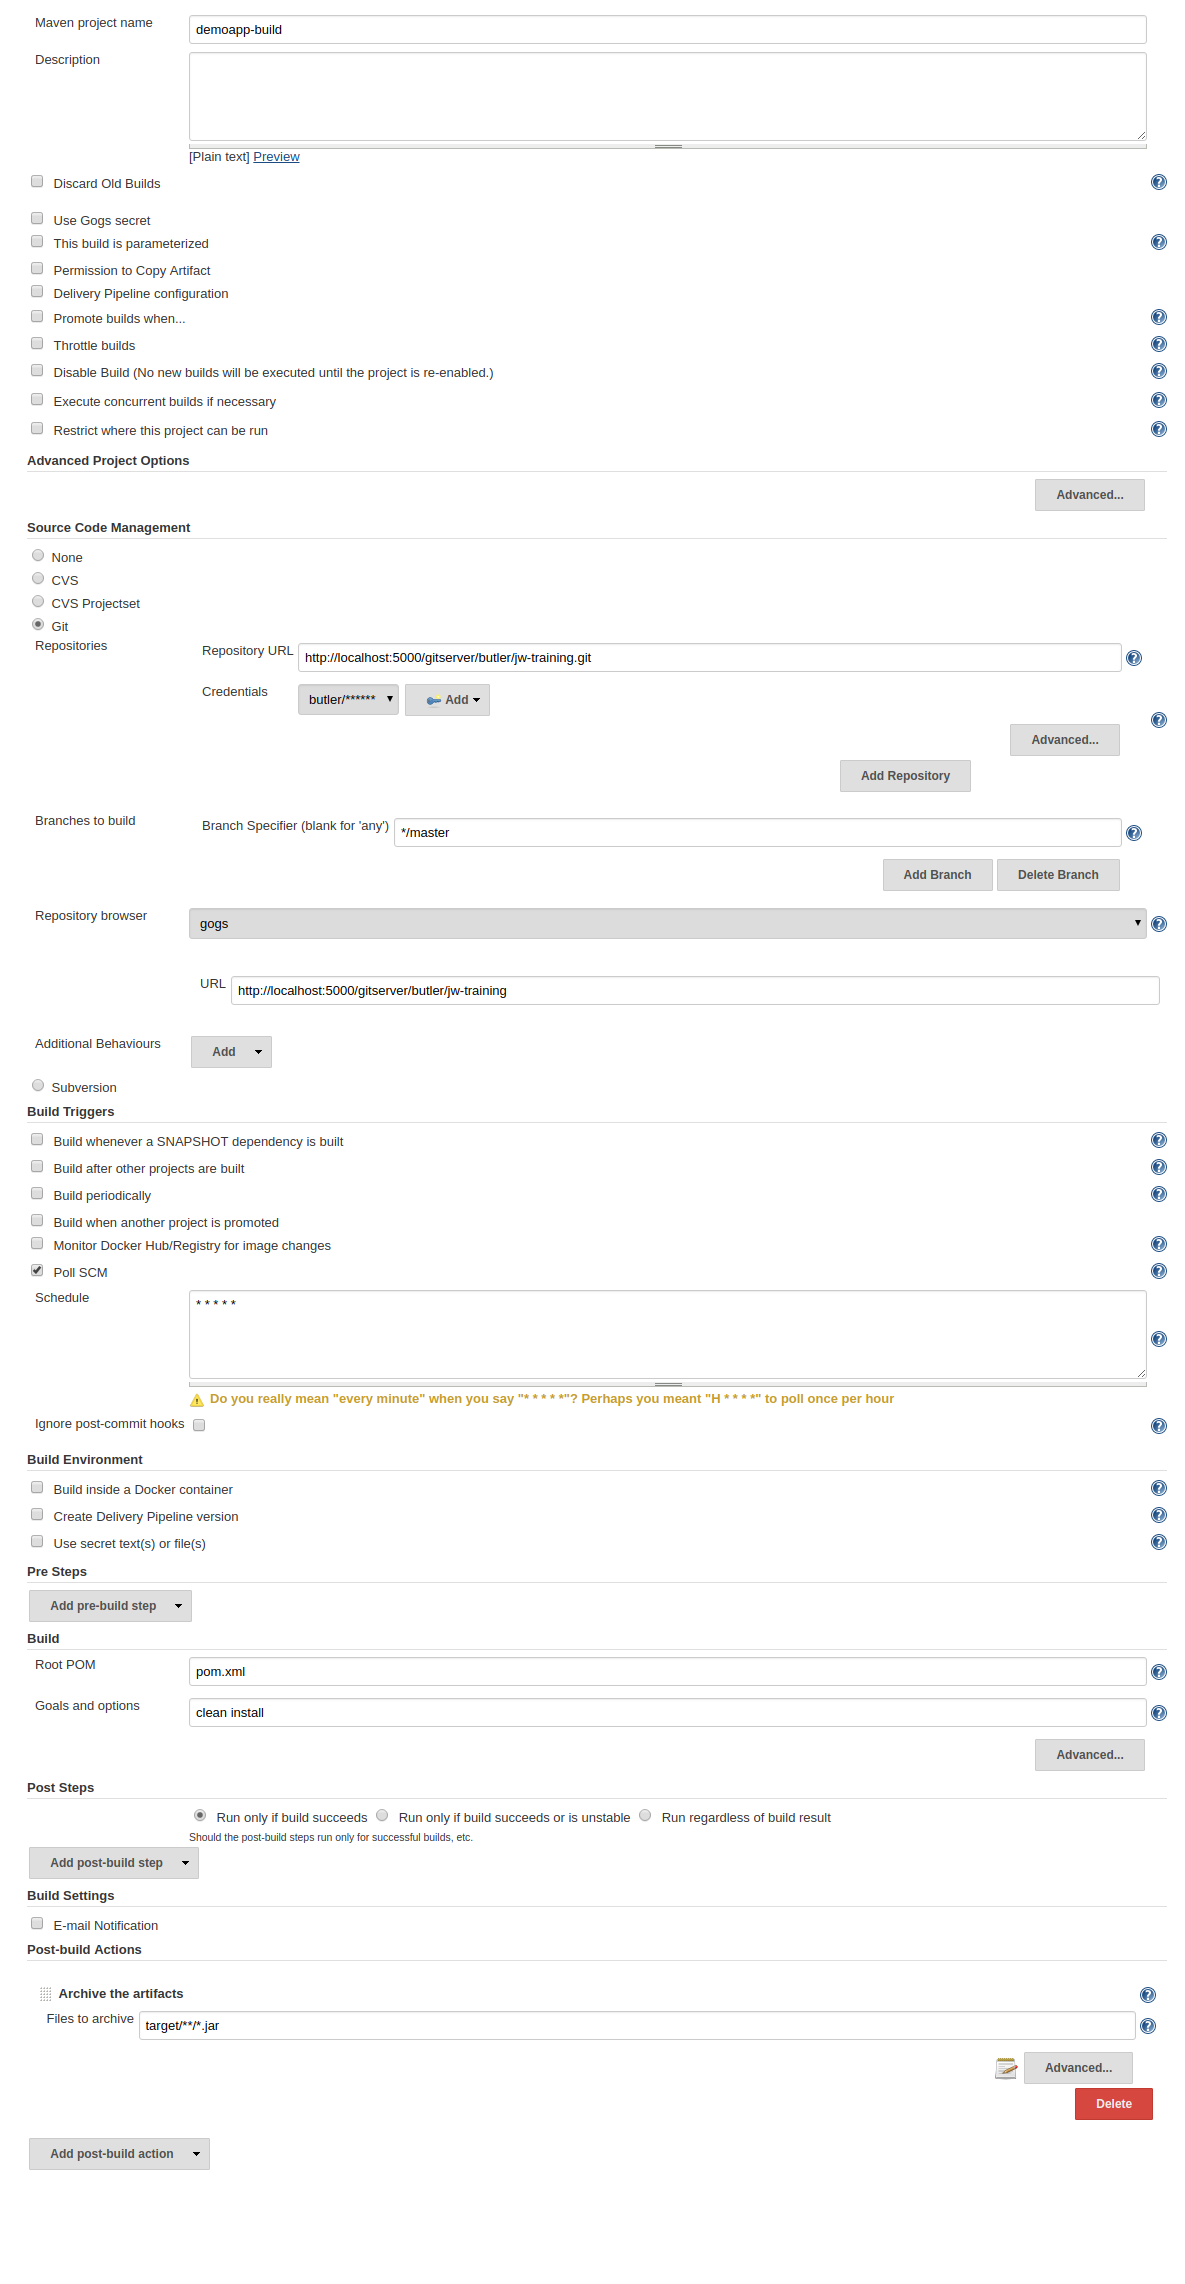 Maven project name demoapp-build
Description
[Plain text] Preview
Discard Old Builds
Use Gogs secret
This build is parameterized
Permission to Copy Artifact
Delivery Pipeline configuration
Promote builds when...
Throttle builds
Disable Build (No new builds will be executed until the project is re-enabled.)
Execute concurrent builds if necessary
Restrict where this project can be run
Advanced Project Options
Advanced...
Source Code Management
None
CVS
CVS Projectset
Git
Repositories Repository URL http://localhost:5000/gitserver/butler/jw-training.git
Credentials butler/****** Add
Advanced...
Add Repository
Branches to build Branch Specifier (blank for 'any') */master
Add Branch Delete Branch
Repository browser gogs
URL http://localhost:5000/gitserver/butler/jw-training
Additional Behaviours Add
Subversion
Build Triggers
Build whenever a SNAPSHOT dependency is built
Build after other projects are built
Build periodically
Build when another project is promoted
Monitor Docker Hub/Registry for image changes
Poll SCM
Schedule * * * * *
Do you really mean "every minute" when you say "* * * * *"? Perhaps you meant "H * * * *" to poll once per hour
Ignore post-commit hooks
Build Environment
Build inside a Docker container
Create Delivery Pipeline version
Use secret text(s) or file(s)
Pre Steps
Add pre-build step
Build
Root POM pom.xml
Goals and options clean install
Advanced...
Post Steps
Run only if build succeeds Run only if build succeeds or is unstable Run regardless of build result
Should the post-build steps run only for successful builds, etc.
Add post-build step
Build Settings
E-mail Notification
Post-build Actions
Archive the artifacts
Files to archive target/**/*.jar
Advanced...
Delete
Add post-build action